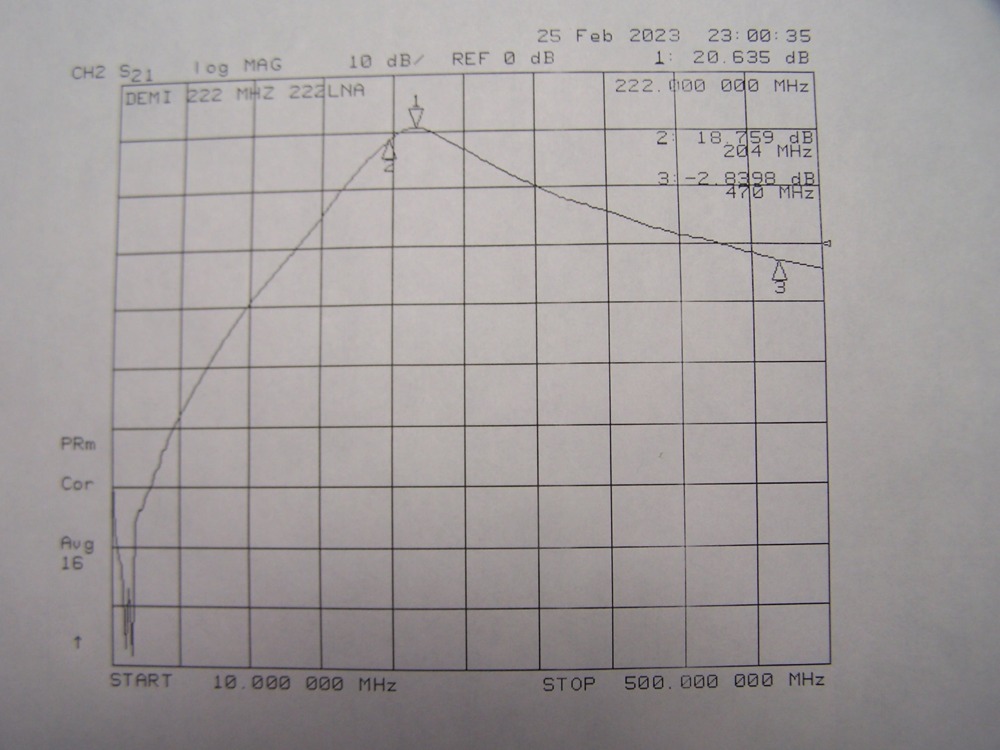 25 Feb 2023 23:00:35
CH2 S21 log MAG 10 dB/ REF 0 dB 1: 20.635 dB
DEMI 222 MHZ 222LNA 222.000 000 MHz
1
2: 18.759 dB
204 MHz
2
3:-2.8398 dB
470 MHz
3
PRm
Cor
Avg
16
↑
START 10.000 000 MHz STOP 500.000 000 MHz